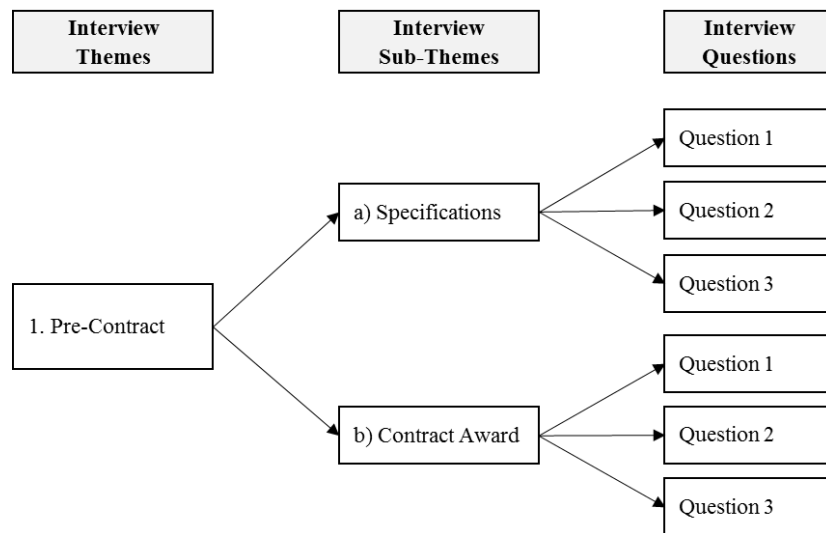 Interview
Themes
Interview
Sub-Themes
Interview
Questions
1. Pre-Contract
a) Specifications
Question 1
Question 2
Question 3
b) Contract Award
Question 1
Question 2
Question 3